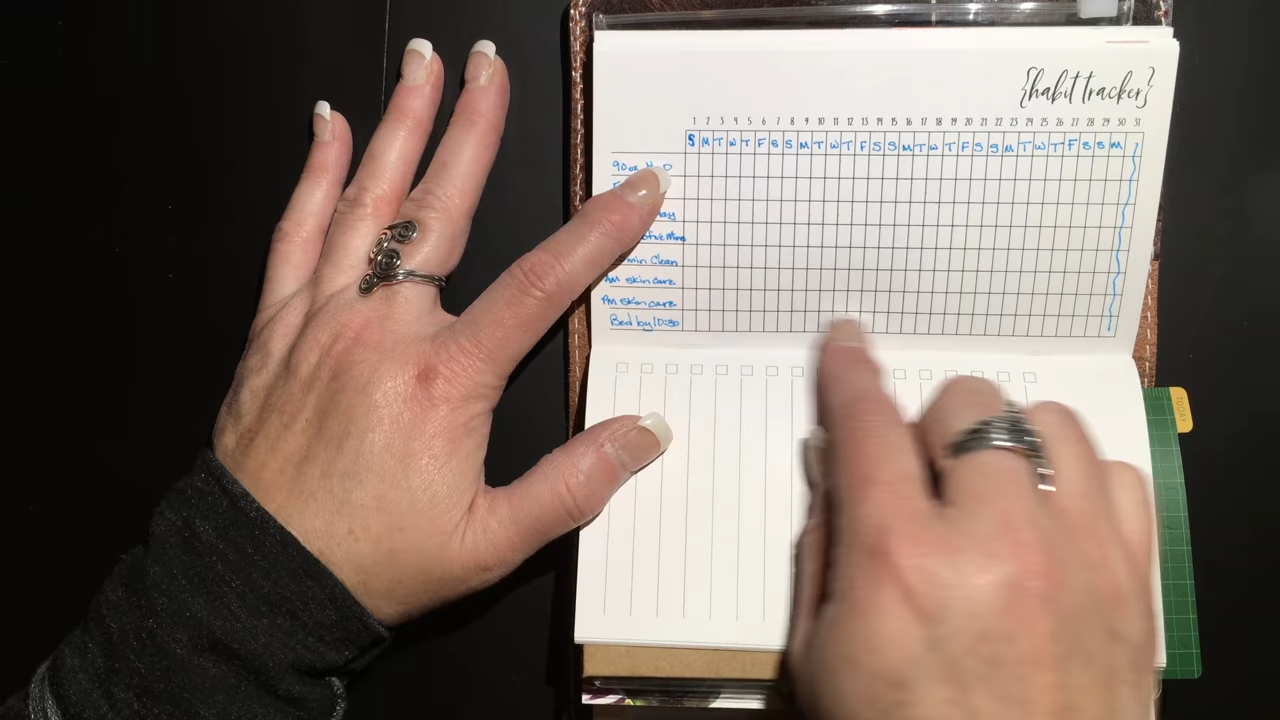 {habit tracker}
1 2 3 4 5 6 7 8 9 10 11 12 13 14 15 16 17 18 19 20 21 22 23 24 25 26 27 28 29 30 31
S M T W T F S S M T W T F S S M T W T F S S M T W T F S S M
90 oz
min Clean
AM skin care
PM skin care
Bed by 10:30
TODAY